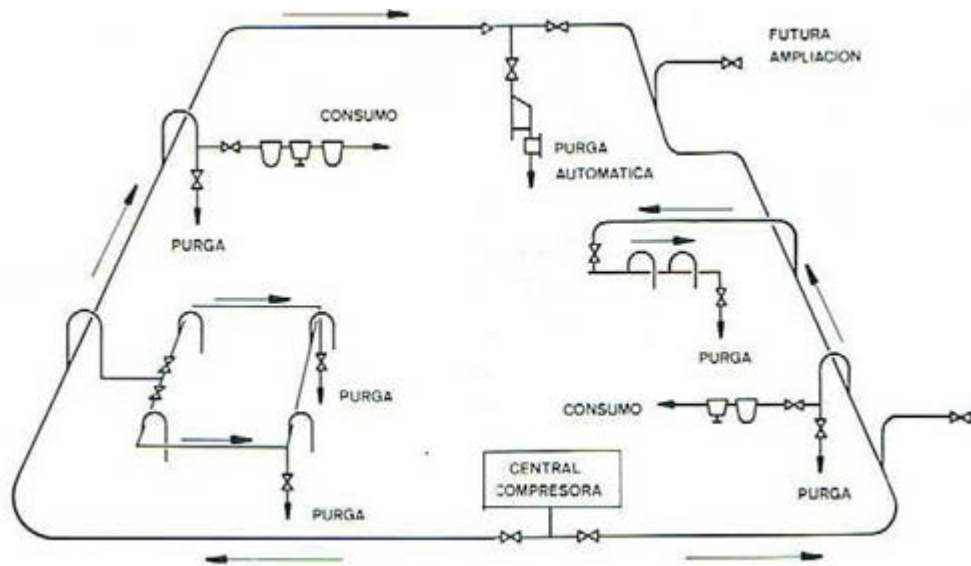 FUTURA
AMPLIACION
CONSUMO
PURGA
AUTOMATICA
PURGA
PURGA
PURGA
CONSUMO
CENTRAL
COMPRESORA
PURGA
PURGA